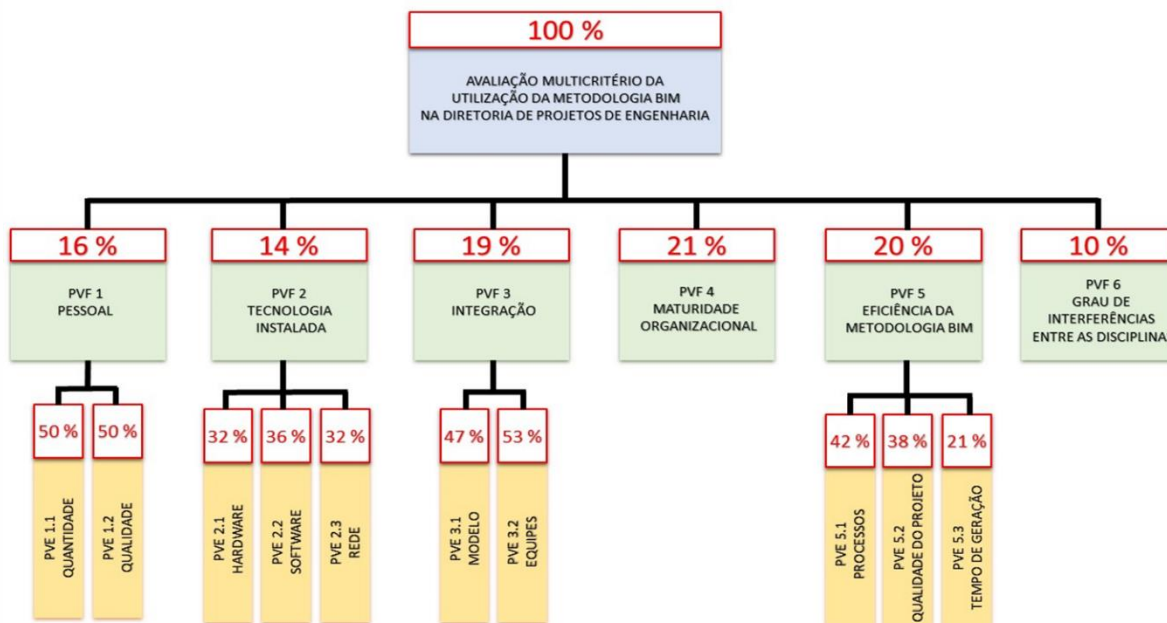 100 %
AVALIAÇÃO MULTICRITÉRIO DA
UTILIZAÇÃO DA METODOLOGIA BIM
NA DIRETORIA DE PROJETOS DE ENGENHARIA
16 %
PVF 1
PESSOAL
14 %
PVF 2
TECNOLOGIA
INSTALADA
19 %
PVF 3
INTEGRAÇÃO
21 %
PVF 4
MATURIDADE
ORGANIZACIONAL
20 %
PVF 5
EFICIÊNCIA DA
METODOLOGIA BIM
10 %
PVF 6
GRAU DE
INTERFERÊNCIAS
ENTRE AS DISCIPLINA
50 %
PVE 1.1
QUANTIDADE
50 %
PVE 1.2
QUALIDADE
32 %
PVE 2.1
HARDWARE
36 %
PVE 2.2
SOFTWARE
32 %
PVE 2.3
REDE
47 %
PVE 3.1
MODELO
53 %
PVE 3.2
EQUIPES
42 %
PVE 5.1
PROCESSOS
38 %
PVE 5.2
QUALIDADE DO PROJETO
21 %
PVE 5.3
TEMPO DE GERAÇÃO